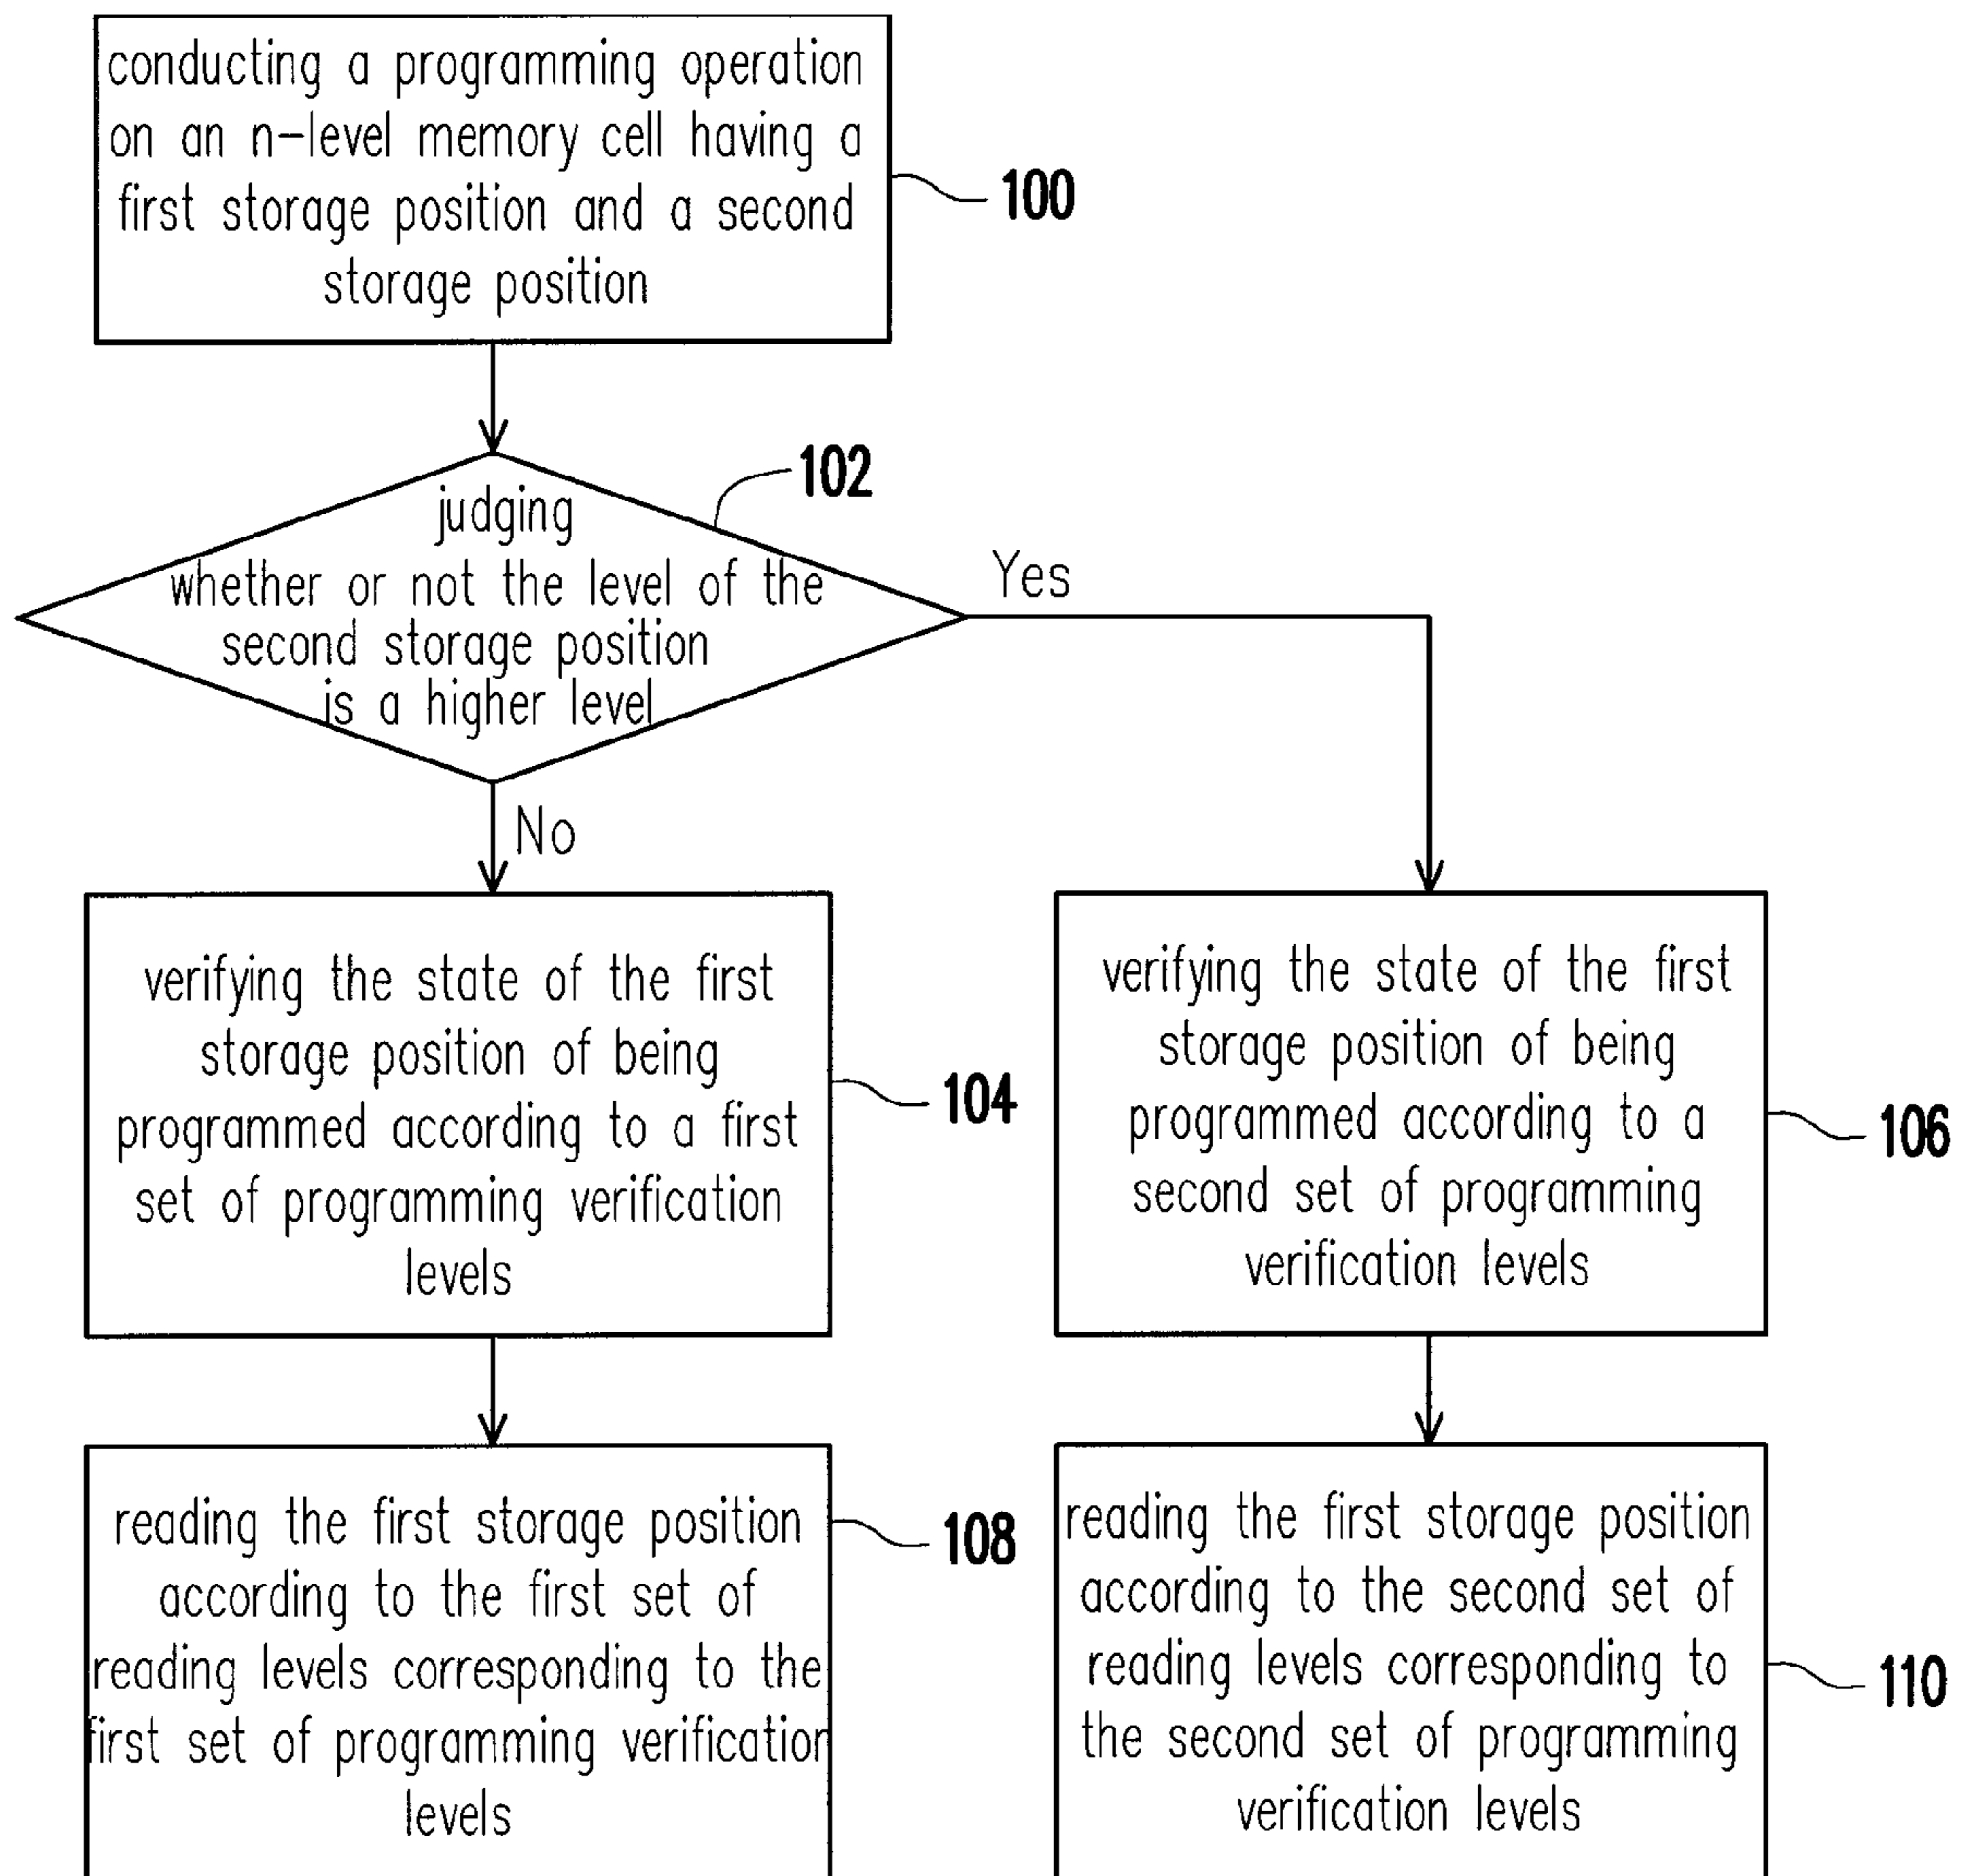 conducting a programming operation
on an n-level memory cell having a
first storage position and a second
storage position
100
102
judging
whether or not the level of the
second storage position
is a higher level
Yes
No
verifying the state of the first
storage position of being
programmed according to a first
set of programming verification
levels
104
verifying the state of the first
storage position of being
programmed according to a
second set of programming
verification levels
106
reading the first storage position
according to the first set of
reading levels corresponding to the
first set of programming verification
levels
108
reading the first storage position
according to the second set of
reading levels corresponding to
the second set of programming
verification levels
110